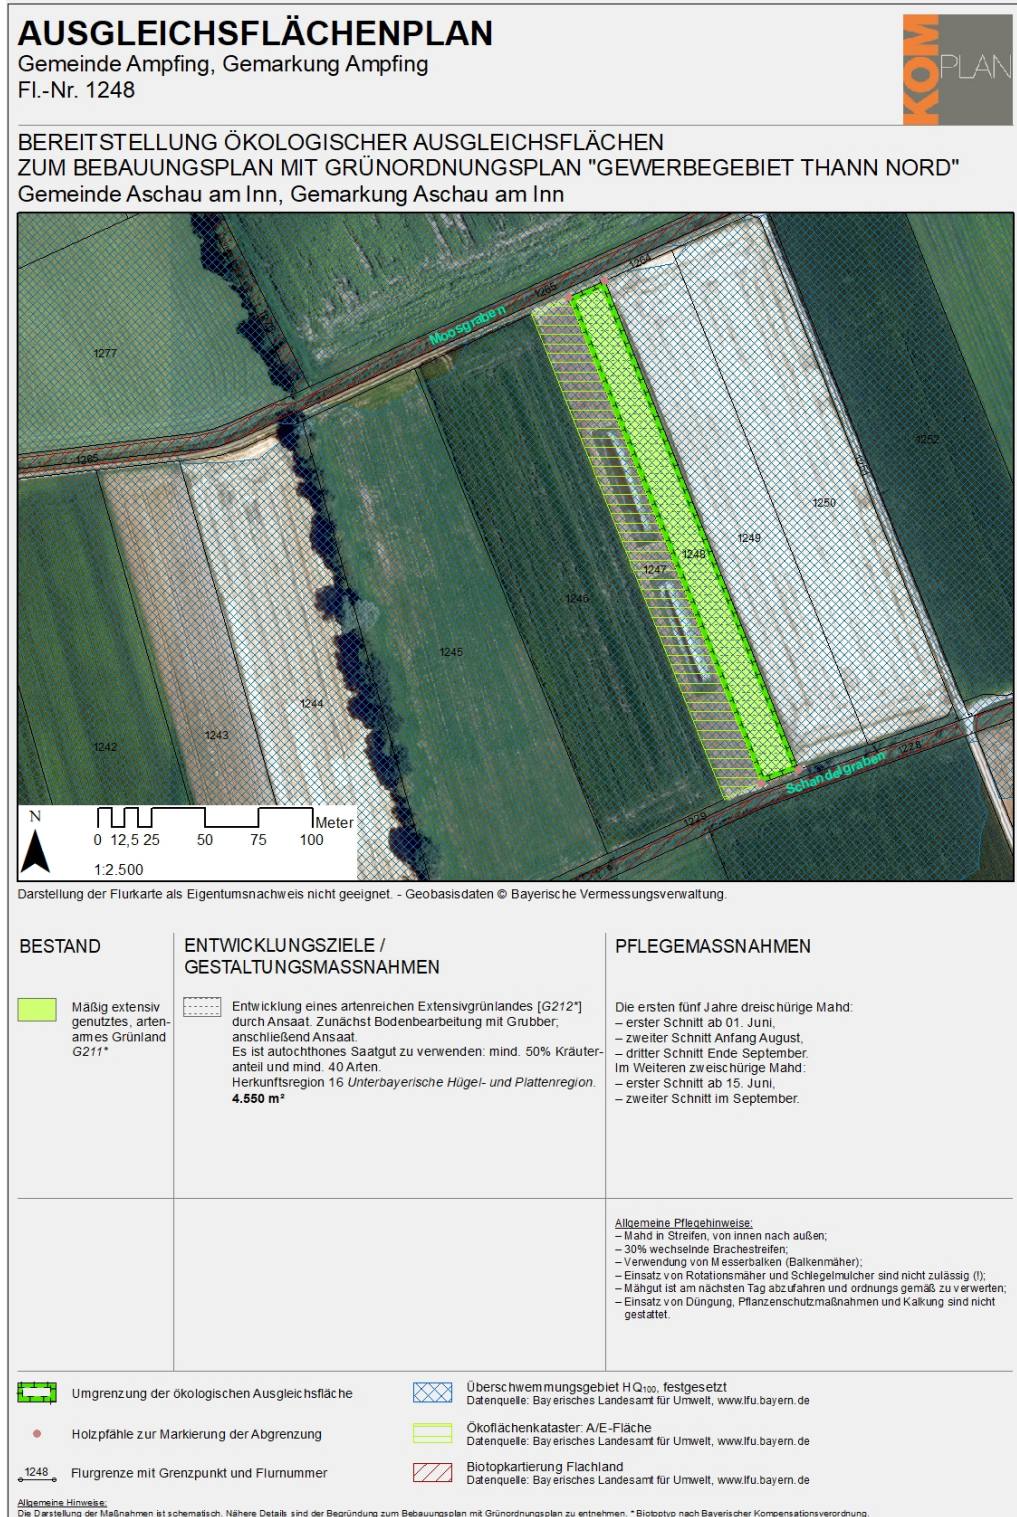 AUSGLEICHSFLÄCHENPLAN
Gemeinde Ampfing, Gemarkung Ampfing
Fl.-Nr. 1248
KOMPLAN
BEREITSTELLUNG ÖKOLOGISCHER AUSGLEICHSFLÄCHEN
ZUM BEBAUUNGSPLAN MIT GRÜNORDNUNGSPLAN "GEWERBEGEBIET THANN NORD"
Gemeinde Aschau am Inn, Gemarkung Aschau am Inn
1264
1265
Moosgraben
1277
1252
1265
1250
1249
1248
1247
1246
1245
1244
1243
1242
1228
Schandelgraben
1229
N
Meter
0 12,5 25 50 75 100
1:2.500
Darstellung der Flurkarte als Eigentumsnachweis nicht geeignet. - Geobasisdaten © Bayerische Vermessungsverwaltung.
BESTAND
Mäßig extensiv
genutztes, arten-
armes Grünland
G211*
ENTWICKLUNGSZIELE /
GESTALTUNGSMASSNAHMEN
Entwicklung eines artenreichen Extensivgrünlandes [G212*]
durch Ansaat. Zunächst Bodenbearbeitung mit Grubber;
anschließend Ansaat.
Es ist autochthones Saatgut zu verwenden: mind. 50% Kräuter-
anteil und mind. 40 Arten.
Herkunftsregion 16 Unterbayerische Hügel- und Plattenregion.
4.550 m²
PFLEGEMASSNAHMEN
Die ersten fünf Jahre dreischürige Mahd:
– erster Schnitt ab 01. Juni,
– zweiter Schnitt Anfang August,
– dritter Schnitt Ende September.
Im Weiteren zweischürige Mahd:
– erster Schnitt ab 15. Juni,
– zweiter Schnitt im September.
Allgemeine Pflegehinweise:
– Mahd in Streifen, von innen nach außen;
– 30% wechselnde Brachestreifen;
– Verwendung von Messerbalken (Balkenmäher);
– Einsatz von Rotationsmäher und Schlegelmulcher sind nicht zulässig (!);
– Mähgut ist am nächsten Tag abzufahren und ordnungs gemäß zu verwerten;
– Einsatz von Düngung, Pflanzenschutzmaßnahmen und Kalkung sind nicht
gestattet.
Umgrenzung der ökologischen Ausgleichsfläche
Holzpfähle zur Markierung der Abgrenzung
1248
Flurgrenze mit Grenzpunkt und Flurnummer
Überschwemmungsgebiet HQ100, festgesetzt
Datenquelle: Bayerisches Landesamt für Umwelt, www.lfu.bayern.de
Ökoflächenkataster: A/E-Fläche
Datenquelle: Bayerisches Landesamt für Umwelt, www.lfu.bayern.de
Biotopkartierung Flachland
Datenquelle: Bayerisches Landesamt für Umwelt, www.lfu.bayern.de
Allgemeine Hinweise:
Die Darstellung der Maßnahmen ist schematisch. Nähere Details sind der Begründung zum Bebauungsplan mit Grünordnungsplan zu entnehmen. * Biotoptyp nach Bayerischer Kompensationsverordnung.